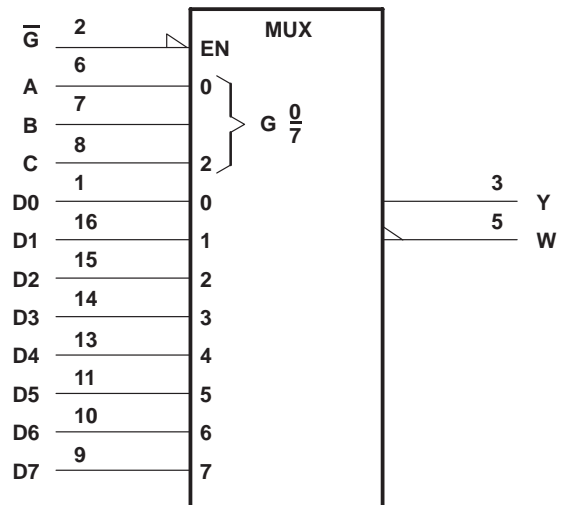 MUX
G̅ 2 EN
A 6 0
B 7 G 0/7
C 8 2
D0 1 0 3 Y
D1 16 1 5 W
D2 15 2
D3 14 3
D4 13 4
D5 11 5
D6 10 6
D7 9 7